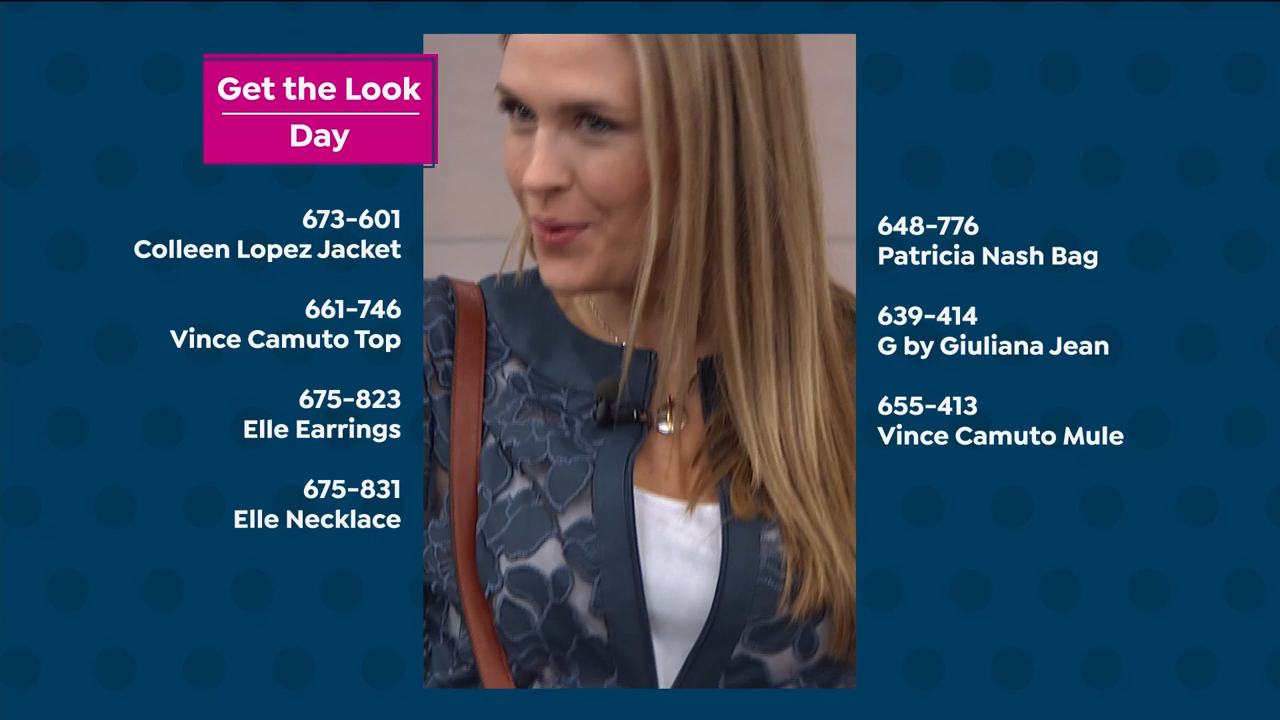 Get the Look
Day
673-601
Colleen Lopez Jacket
661-746
Vince Camuto Top
675-823
Elle Earrings
675-831
Elle Necklace
648-776
Patricia Nash Bag
639-414
G by Giuliana Jean
655-413
Vince Camuto Mule